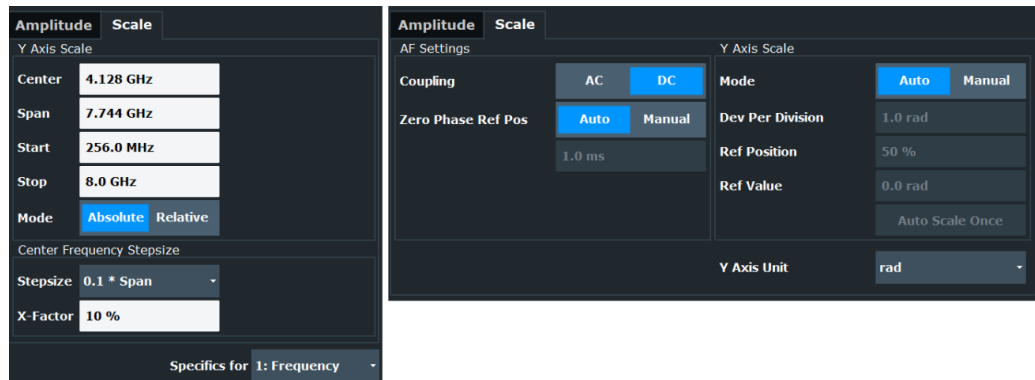 Amplitude Scale
Y Axis Scale
Center 4.128 GHz
Span 7.744 GHz
Start 256.0 MHz
Stop 8.0 GHz
Mode Absolute Relative
Center Frequency Stepsize
Stepsize 0.1 * Span
X-Factor 10 %
Specifics for 1: Frequency
Amplitude Scale
AF Settings
Coupling AC DC
Zero Phase Ref Pos Auto Manual
1.0 ms
Y Axis Scale
Mode Auto Manual
Dev Per Division 1.0 rad
Ref Position 50 %
Ref Value 0.0 rad
Auto Scale Once
Y Axis Unit rad